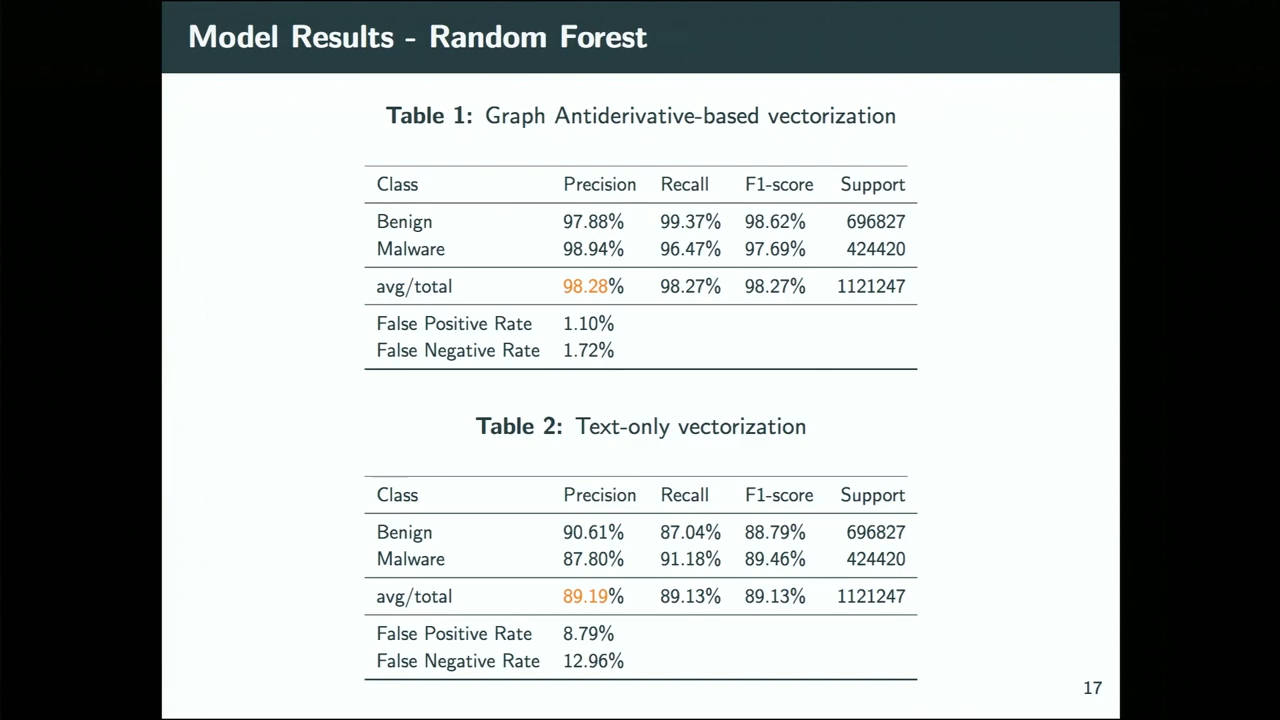 Model Results - Random Forest
Table 1: Graph Antiderivative-based vectorization
Class Precision Recall F1-score Support
Benign 97.88% 99.37% 98.62% 696827
Malware 98.94% 96.47% 97.69% 424420
avg/total 98.28% 98.27% 98.27% 1121247
False Positive Rate 1.10%
False Negative Rate 1.72%
Table 2: Text-only vectorization
Class Precision Recall F1-score Support
Benign 90.61% 87.04% 88.79% 696827
Malware 87.80% 91.18% 89.46% 424420
avg/total 89.19% 89.13% 89.13% 1121247
False Positive Rate 8.79%
False Negative Rate 12.96%
17